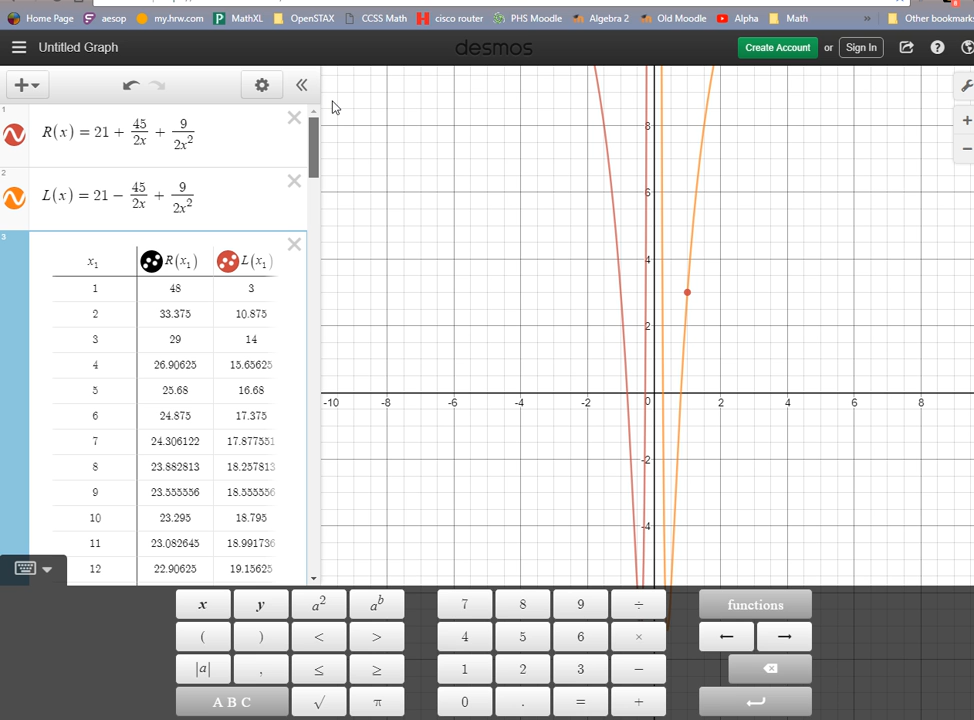 Home Page aesop my.hrw.com MathXL OpenSTAX CCSS Math cisco router PHS Moodle Algebra 2 Old Moodle Alpha Math » Other bookmarks
Untitled Graph desmos Create Account or Sign In
1
R(x) = 21 + 45/2x + 9/2x²
2
L(x) = 21 − 45/2x + 9/2x²
3
x₁ R(x₁) L(x₁)
1 48 3
2 33.375 10.875
3 29 14
4 26.90625 15.65625
5 25.68 16.68
6 24.875 17.375
7 24.306122 17.877551
8 23.882813 18.257813
9 23.555556 18.555556
10 23.295 18.795
11 23.082645 18.991736
12 22.90625 19.15625
8
6
4
2
-10 -8 -6 -4 -2 0 2 4 6 8
-2
-4
x y a² aᵇ 7 8 9 ÷ functions
( ) < > 4 5 6 × ← →
|a| , ≤ ≥ 1 2 3 −
A B C √ π 0 . = +